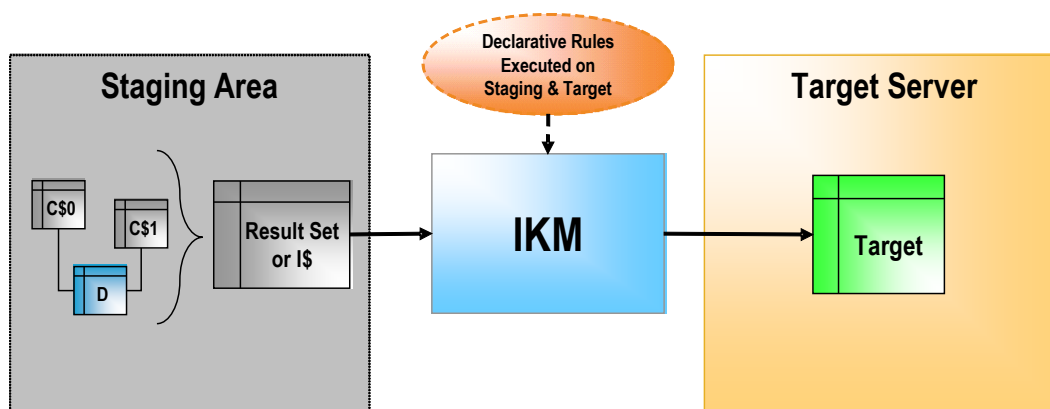 Declarative Rules
Executed on
Staging & Target
Staging Area
Target Server
C$0
C$1
D
Result Set
or I$
IKM
Target